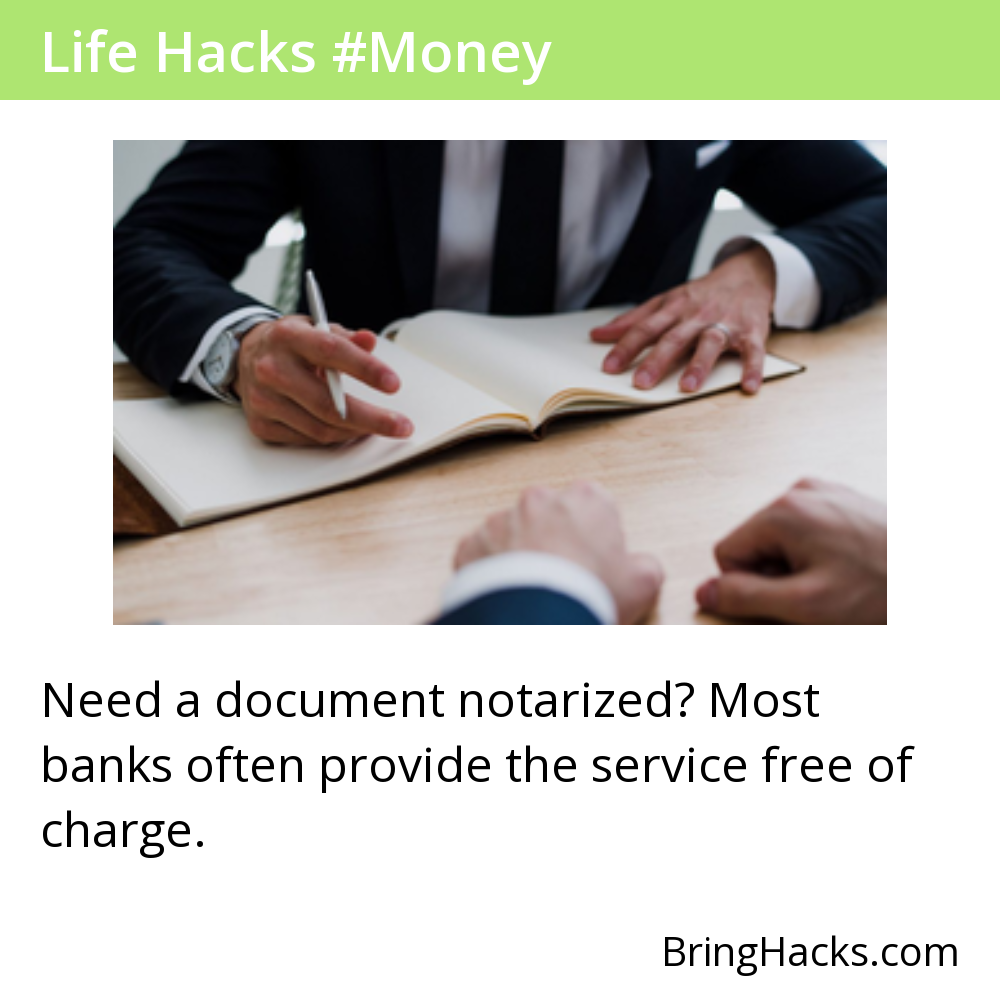 Life Hacks #Money
Need a document notarized? Most
banks often provide the service free of
charge.
BringHacks.com